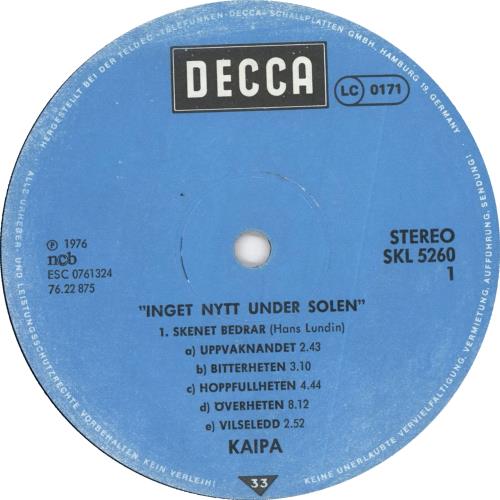 HERGESTELLT BEI DER TELDEC »TELEFUNKEN-DECCA« SCHALLPLATTEN GMBH, HAMBURG 19, GERMANY
DECCA
LC 0171
℗ 1976
ncb
ESC 0761324
76.22 875
STEREO
SKL 5260
1
"INGET NYTT UNDER SOLEN"
1. SKENET BEDRAR (Hans Lundin)
a) UPPVAKNANDET 2.43
b) BITTERHETEN 3.10
c) HOPPFULLHETEN 4.44
d) ÖVERHETEN 8.12
e) VILSELEDD 2.52
KAIPA
33
ALLE URHEBER- UND LEISTUNGSSCHUTZRECHTE VORBEHALTEN. KEIN VERLEIH!
KEINE UNERLAUBTE VERVIELFÄLTIGUNG, VERMIETUNG, AUFFÜHRUNG, SENDUNG!